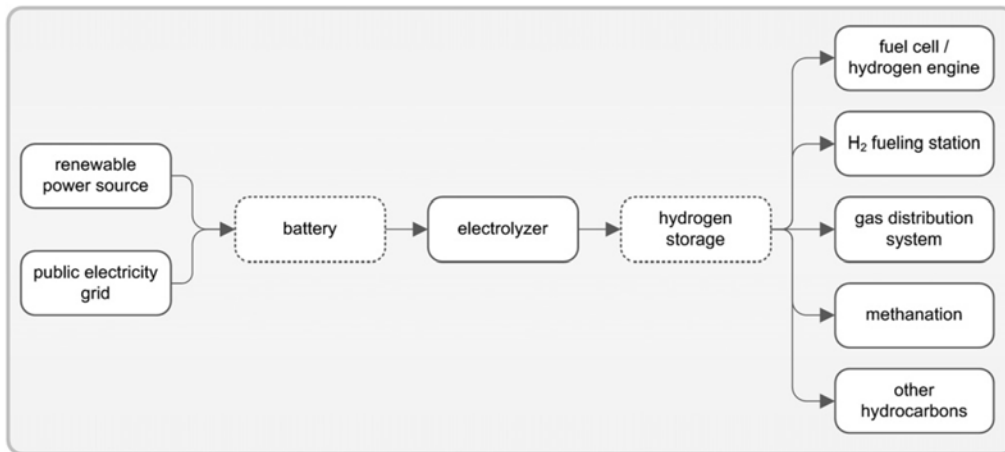 renewable
power source
public electricity
grid
battery
electrolyzer
hydrogen
storage
fuel cell /
hydrogen engine
H₂ fueling station
gas distribution
system
methanation
other
hydrocarbons